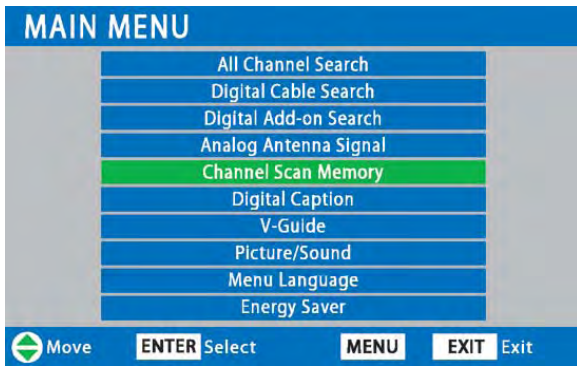 MAIN MENU
All Channel Search
Digital Cable Search
Digital Add-on Search
Analog Antenna Signal
Channel Scan Memory
Digital Caption
V-Guide
Picture/Sound
Menu Language
Energy Saver
Move ENTER Select MENU EXIT Exit